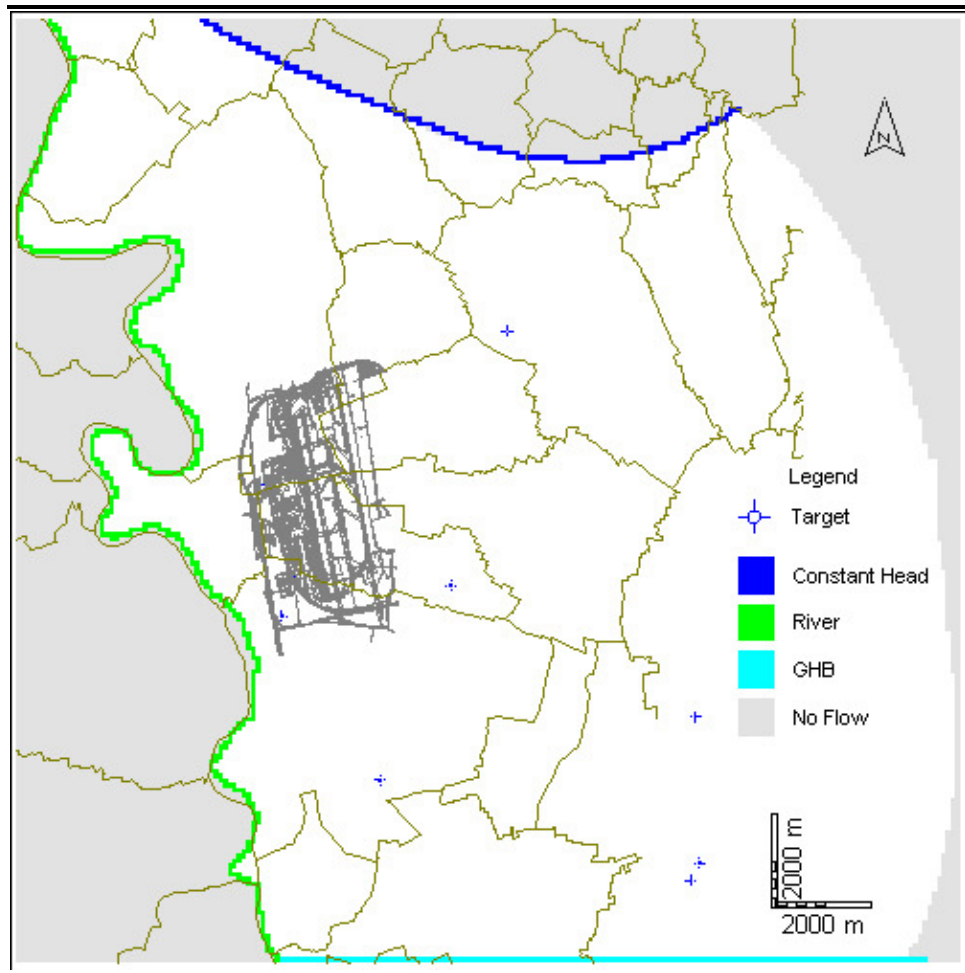 N
Legend
Target
Constant Head
River
GHB
No Flow
2000 m
2000 m